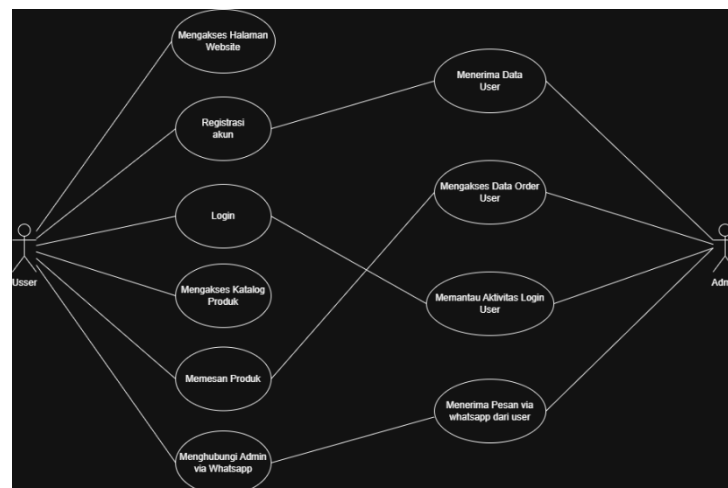 Mengakses Halaman
Website
Menerima Data
User
Registrasi
akun
Mengakses Data Order
User
Login
Usser
Adm
Mengakses Katalog
Produk
Memantau Aktivitas Login
User
Memesan Produk
Menerima Pesan via
whatsapp dari user
Menghubungi Admin
via Whatsapp